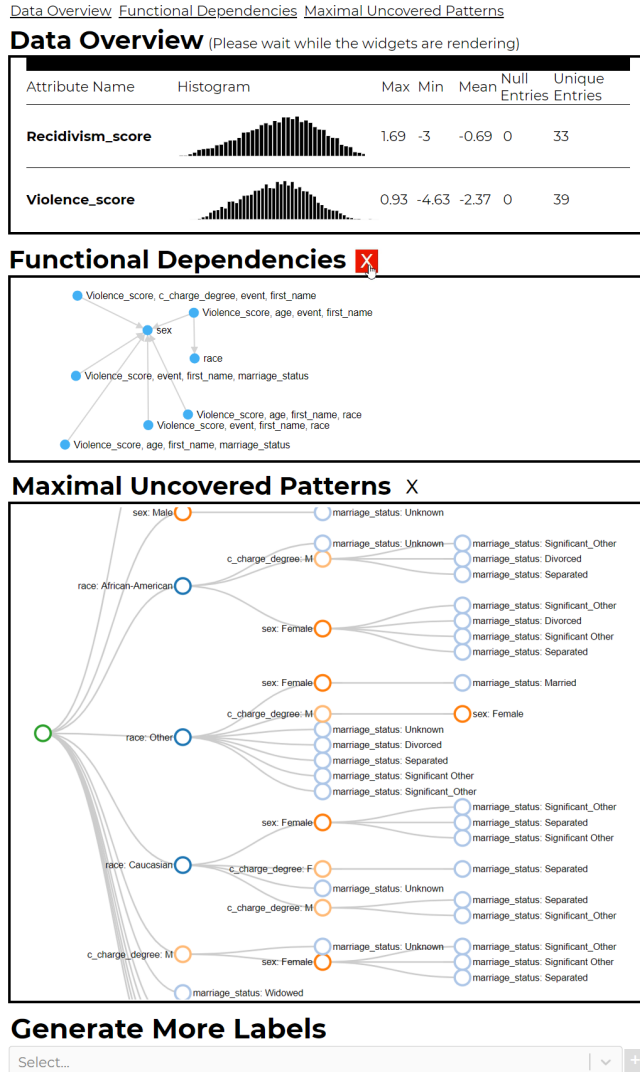 Data Overview Functional Dependencies Maximal Uncovered Patterns
Data Overview (Please wait while the widgets are rendering)
Attribute Name Histogram Max Min Mean Null Entries Unique Entries
Recidivism_score 1.69 -3 -0.69 0 33
Violence_score 0.93 -4.63 -2.37 0 39
Functional Dependencies X
Violence_score, c_charge_degree, event, first_name
Violence_score, age, event, first_name
sex
race
Violence_score, event, first_name, marriage_status
Violence_score, age, first_name, race
Violence_score, event, first_name, race
Violence_score, age, first_name, marriage_status
Maximal Uncovered Patterns X
sex: Male marriage_status: Unknown
marriage_status: Unknown marriage_status: Significant_Other
c_charge_degree: M marriage_status: Divorced
marriage_status: Separated
race: African-American
marriage_status: Significant_Other
marriage_status: Divorced
sex: Female
marriage_status: Significant Other
marriage_status: Separated
sex: Female marriage_status: Married
c_charge_degree: M sex: Female
marriage_status: Unknown
race: Other
marriage_status: Divorced
marriage_status: Separated
marriage_status: Significant Other
marriage_status: Significant_Other
marriage_status: Significant_Other
sex: Female marriage_status: Separated
marriage_status: Significant Other
race: Caucasian
c_charge_degree: F marriage_status: Separated
marriage_status: Unknown
marriage_status: Separated
c_charge_degree: M
marriage_status: Significant_Other
marriage_status: Unknown marriage_status: Significant_Other
c_charge_degree: M
sex: Female marriage_status: Significant Other
marriage_status: Separated
marriage_status: Widowed
Generate More Labels
Select... +